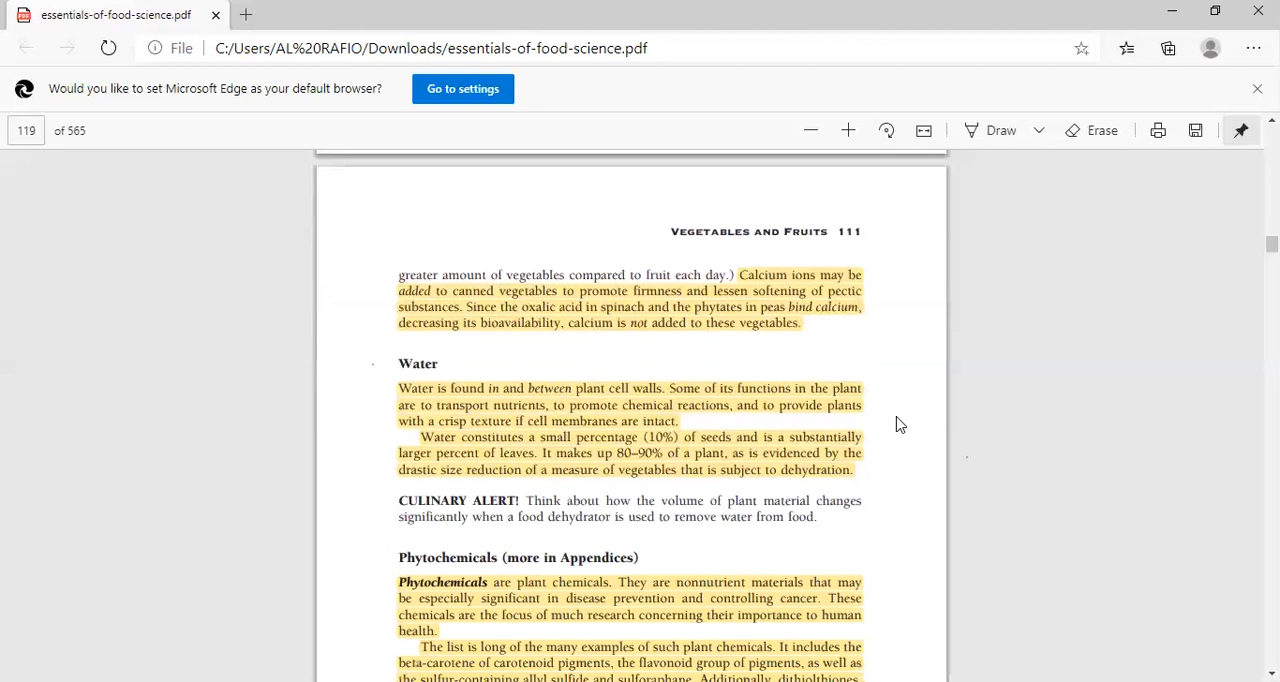 essentials-of-food-science.pdf
File C:/Users/AL%20RAFIO/Downloads/essentials-of-food-science.pdf
Would you like to set Microsoft Edge as your default browser? Go to settings
119 of 565 Draw Erase
VEGETABLES AND FRUITS 111
greater amount of vegetables compared to fruit each day.) Calcium ions may be
added to canned vegetables to promote firmness and lessen softening of pectic
substances. Since the oxalic acid in spinach and the phytates in peas bind calcium,
decreasing its bioavailability, calcium is not added to these vegetables.
Water
Water is found in and between plant cell walls. Some of its functions in the plant
are to transport nutrients, to promote chemical reactions, and to provide plants
with a crisp texture if cell membranes are intact.
Water constitutes a small percentage (10%) of seeds and is a substantially
larger percent of leaves. It makes up 80–90% of a plant, as is evidenced by the
drastic size reduction of a measure of vegetables that is subject to dehydration.
CULINARY ALERT! Think about how the volume of plant material changes
significantly when a food dehydrator is used to remove water from food.
Phytochemicals (more in Appendices)
Phytochemicals are plant chemicals. They are nonnutrient materials that may
be especially significant in disease prevention and controlling cancer. These
chemicals are the focus of much research concerning their importance to human
health.
The list is long of the many examples of such plant chemicals. It includes the
beta-carotene of carotenoid pigments, the flavonoid group of pigments, as well as
the sulfur-containing allyl sulfide and sulforaphane. Additionally, dithiolthiones,